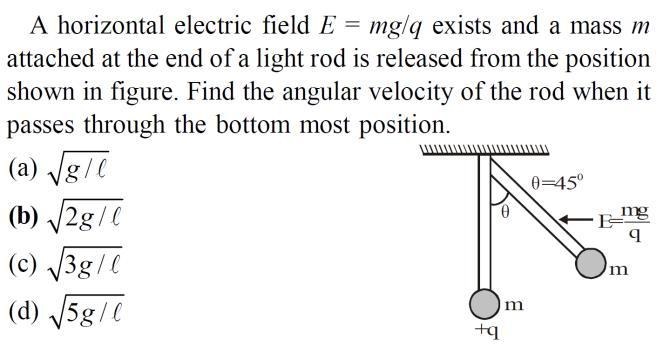 A horizontal electric field E = mg/q exists and a mass m
attached at the end of a light rod is released from the position
shown in figure. Find the angular velocity of the rod when it
passes through the bottom most position.
(a) √g/ℓ
(b) √2g/ℓ
(c) √3g/ℓ
(d) √5g/ℓ
θ=45°
θ
E=mg/q
m
m
+q